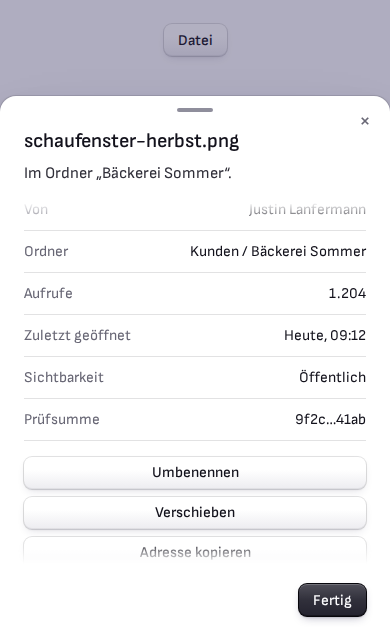 Datei
×
schaufenster-herbst.png
Im Ordner „Bäckerei Sommer“.
Von Justin Lanfermann
Ordner Kunden / Bäckerei Sommer
Aufrufe 1.204
Zuletzt geöffnet Heute, 09:12
Sichtbarkeit Öffentlich
Prüfsumme 9f2c…41ab
Umbenennen
Verschieben
Adresse kopieren
Fertig